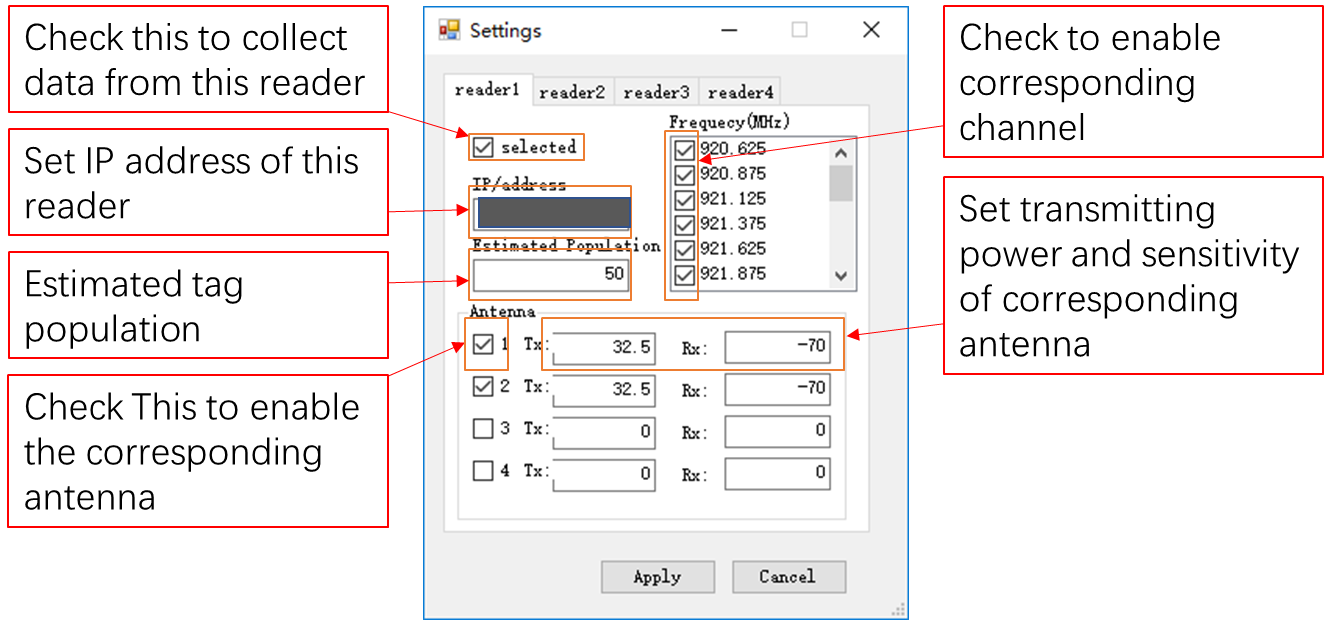 Check this to collect
data from this reader
Set IP address of this
reader
Estimated tag
population
Check This to enable
the corresponding
antenna
Settings
reader1 reader2 reader3 reader4
selected
IP/address
Estimated Population
50
Frequecy(MHz)
920.625
920.875
921.125
921.375
921.625
921.875
Antenna
1 Tx: 32.5 Rx: -70
2 Tx: 32.5 Rx: -70
3 Tx: 0 Rx: 0
4 Tx: 0 Rx: 0
Apply Cancel
Check to enable
corresponding
channel
Set transmitting
power and sensitivity
of corresponding
antenna